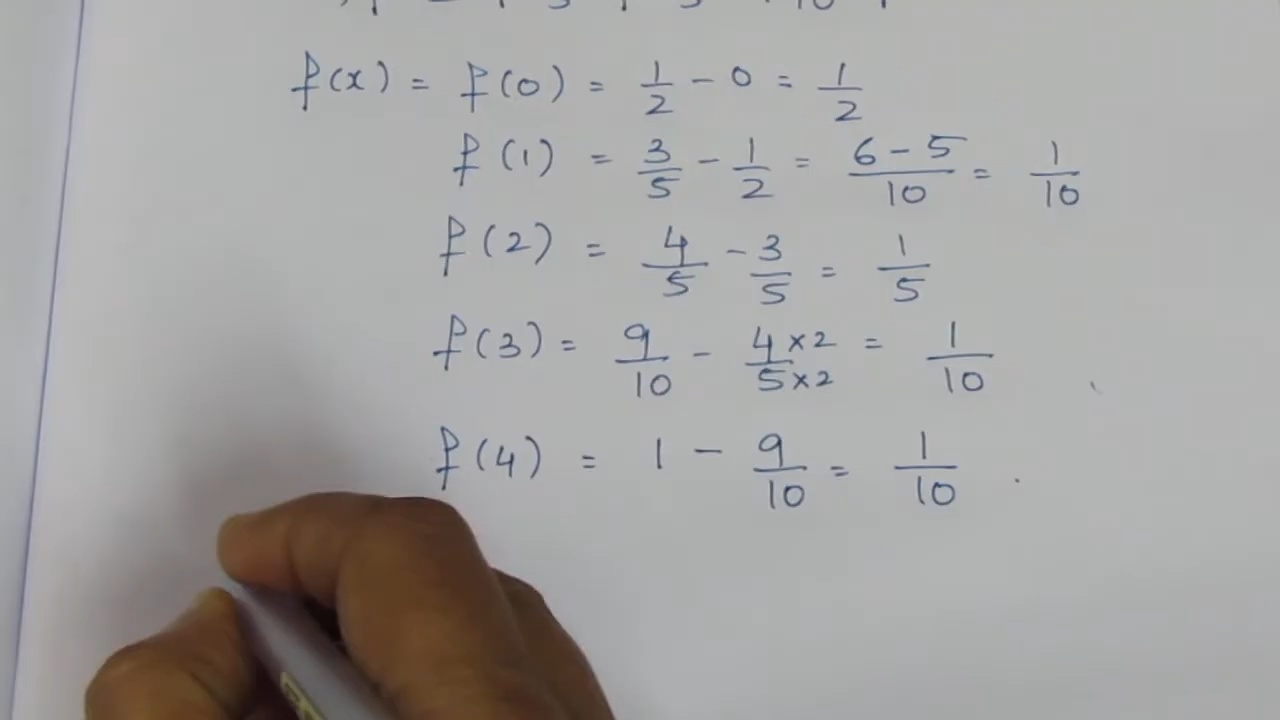 f(x) = f(0) = 1/2 - 0 = 1/2
f(1) = 3/5 - 1/2 = 6-5/10 = 1/10
f(2) = 4/5 - 3/5 = 1/5
f(3) = 9/10 - 4×2/5×2 = 1/10
f(4) = 1 - 9/10 = 1/10